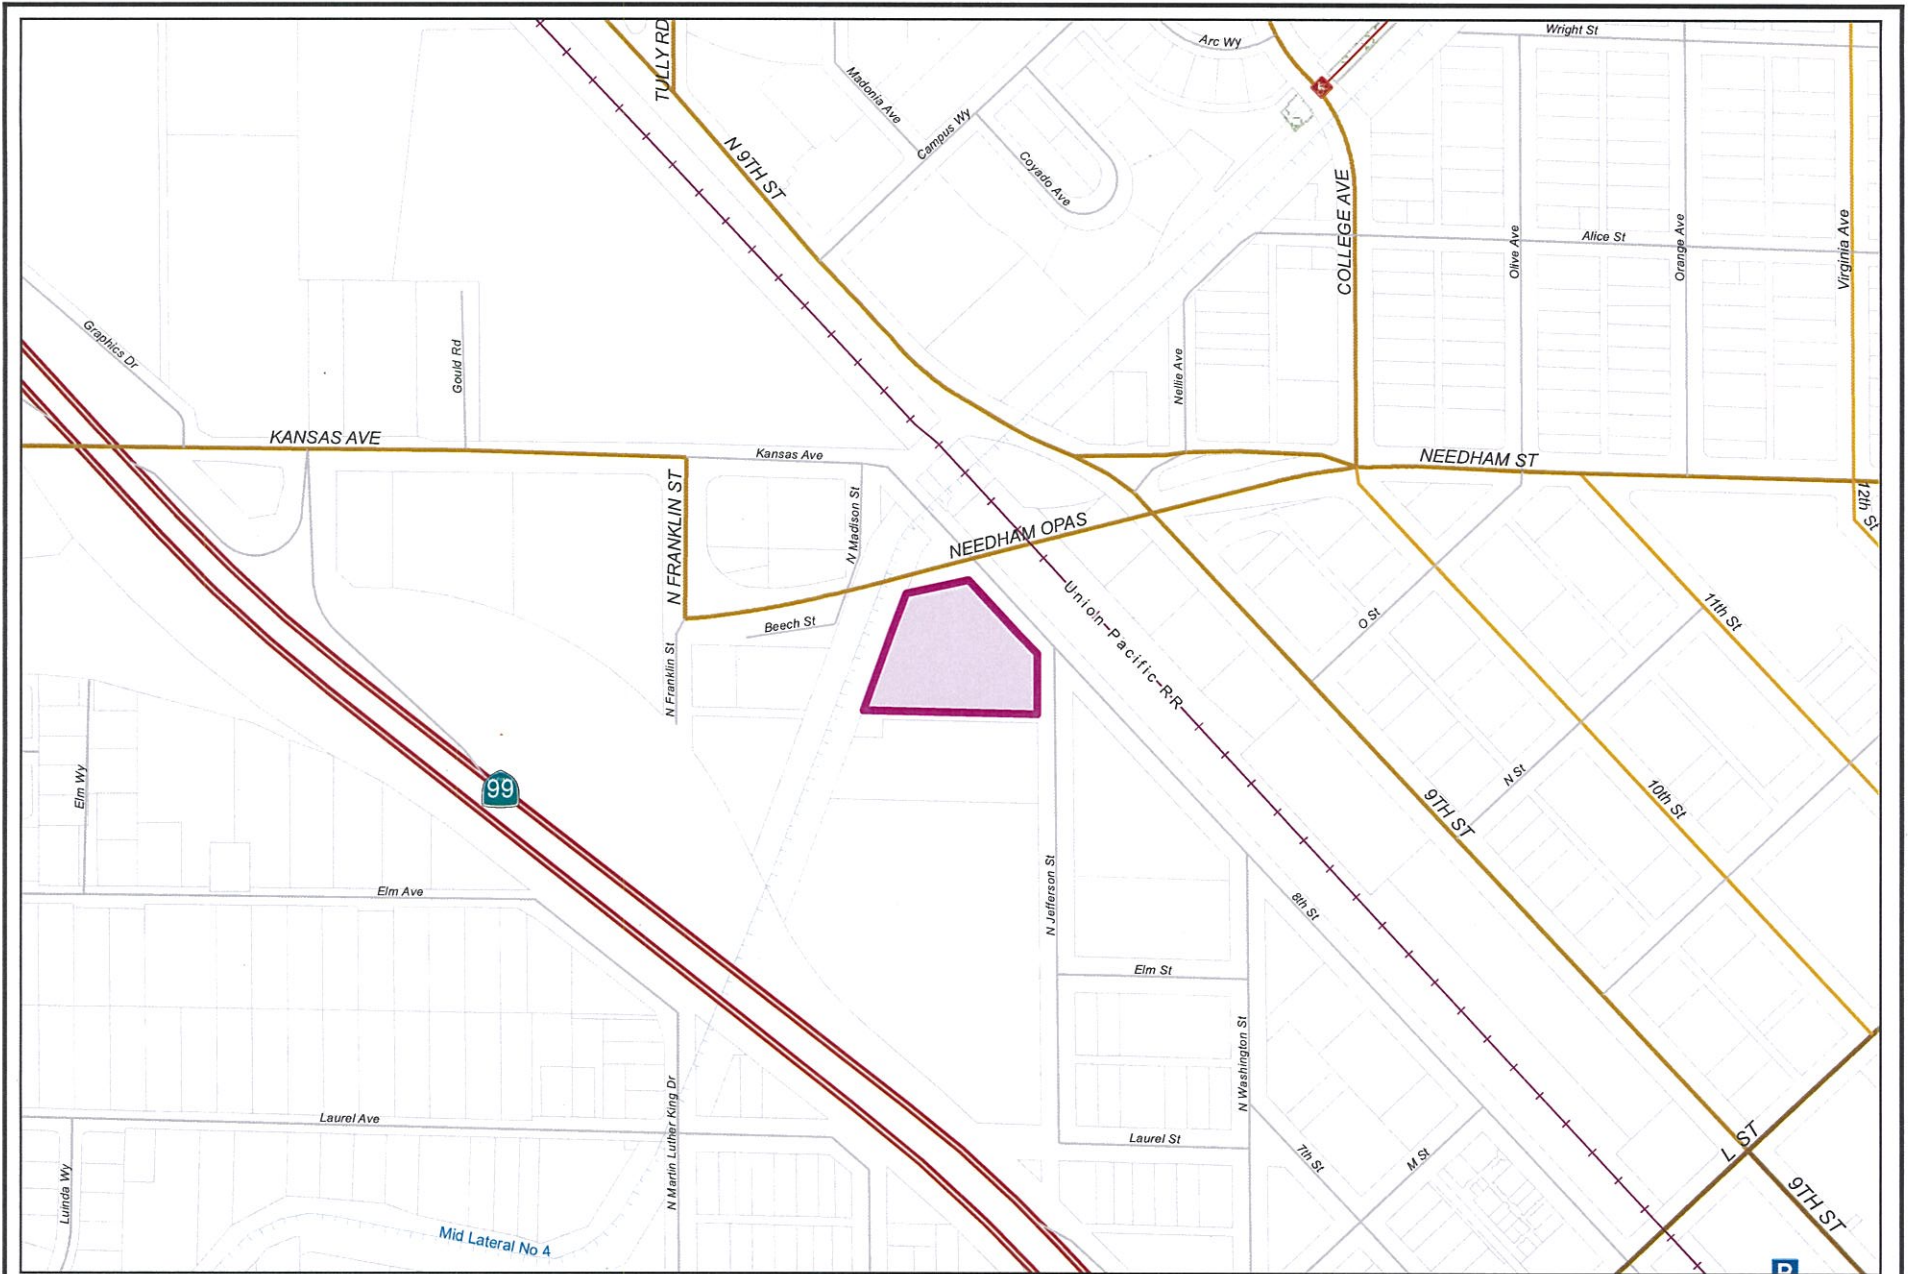 Wright St
TULLY RD
Arc Wy
Madonia Ave
Campus Wy
N 9TH ST
Coyado Ave
COLLEGE AVE
Olive Ave
Alice St
Orange Ave
Virginia Ave
Graphics Dr
Gould Rd
Nellie Ave
KANSAS AVE
Kansas Ave
NEEDHAM ST
12th St
N FRANKLIN ST
N Madison St
NEEDHAM OPAS
Union Pacific RR
Beech St
O St
11th St
N Franklin St
Elm Wy
99
N St
10th St
9TH ST
Elm Ave
N Jefferson St
8th St
Elm St
N Washington St
N Martin Luther King Dr
Laurel Ave
Laurel St
7th St
M St
L ST
Luinda Wy
9TH ST
Mid Lateral No 4
P